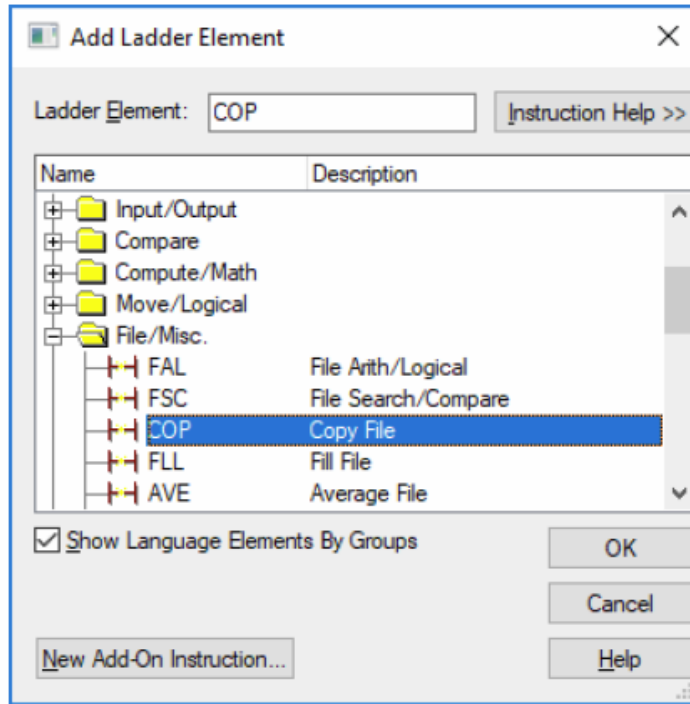 Add Ladder Element
Ladder Element: COP Instruction Help >>
Name Description
Input/Output
Compare
Compute/Math
Move/Logical
File/Misc.
FAL File Arith/Logical
FSC File Search/Compare
COP Copy File
FLL Fill File
AVE Average File
Show Language Elements By Groups OK
Cancel
New Add-On Instruction... Help